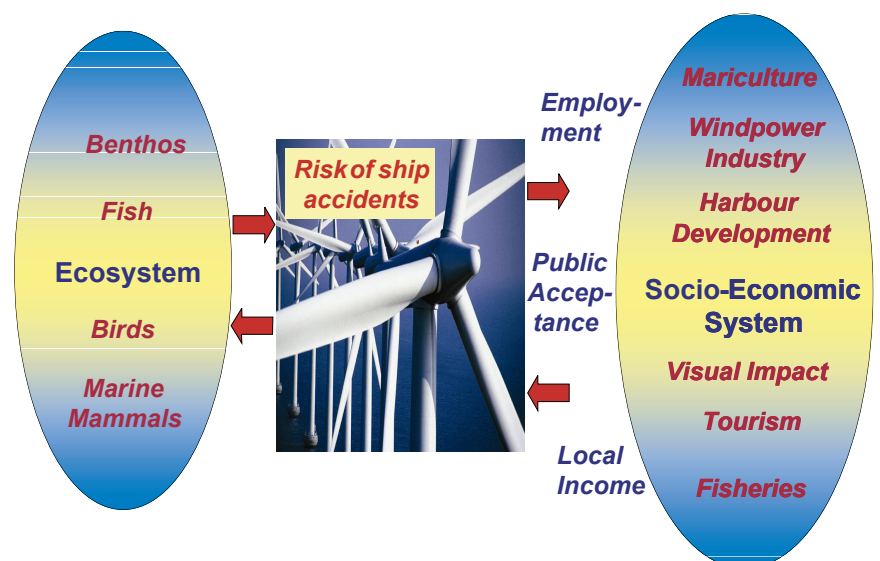 Benthos
Fish
Ecosystem
Birds
Marine
Mammals
Risk of ship
accidents
Employ-
ment
Public
Accep-
tance
Local
Income
Mariculture
Windpower
Industry
Harbour
Development
Socio-Economic
System
Visual Impact
Tourism
Fisheries